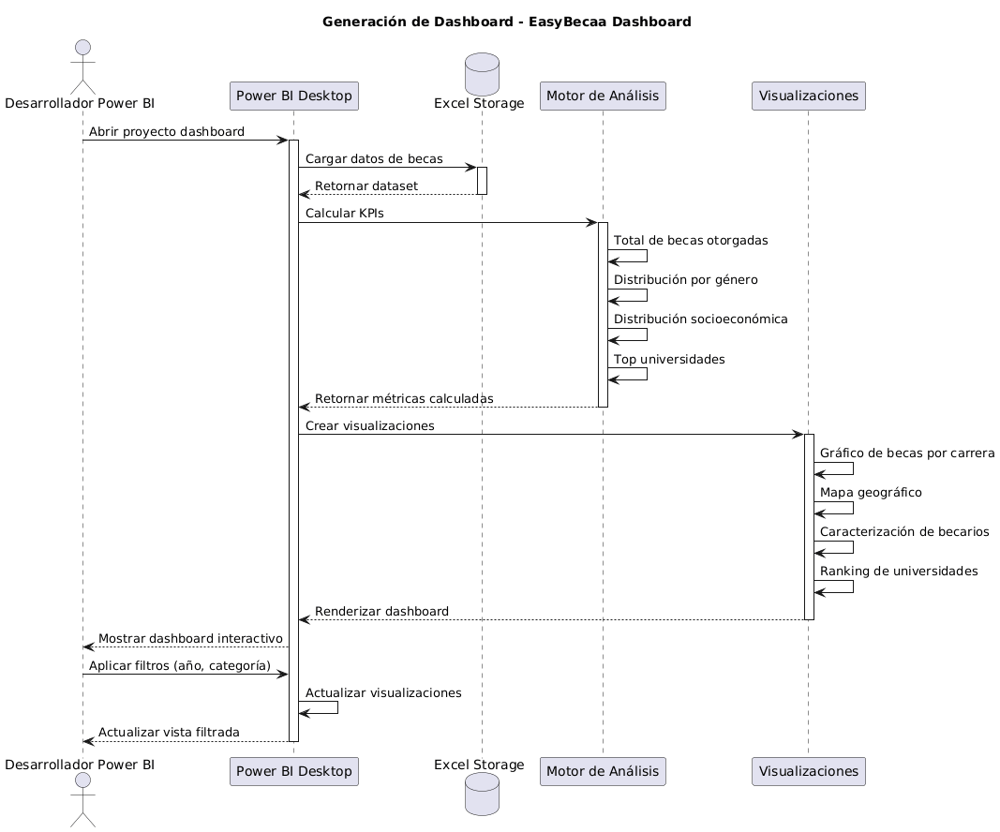 Generación de Dashboard - EasyBecaa Dashboard
Desarrollador Power BI
Power BI Desktop
Excel Storage
Motor de Análisis
Visualizaciones
Abrir proyecto dashboard
Cargar datos de becas
Retornar dataset
Calcular KPIs
Total de becas otorgadas
Distribución por género
Distribución socioeconómica
Top universidades
Retornar métricas calculadas
Crear visualizaciones
Gráfico de becas por carrera
Mapa geográfico
Caracterización de becarios
Ranking de universidades
Renderizar dashboard
Mostrar dashboard interactivo
Aplicar filtros (año, categoría)
Actualizar visualizaciones
Actualizar vista filtrada
Desarrollador Power BI
Power BI Desktop
Excel Storage
Motor de Análisis
Visualizaciones